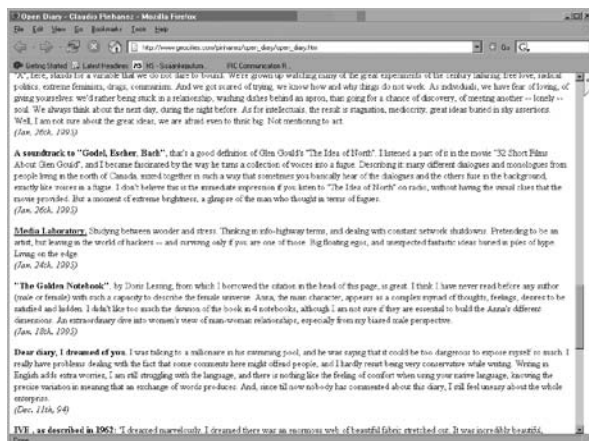 Open Diary - Claudio Pinhanez - Mozilla Firefox
File Edit View Go Bookmarks Tools Help
http://www.geocities.com/pinhanez/open_diary/open_diary.htm Go
Getting Started Latest Headlines
"A", here, stands for a variable that we do not dare to bound. We're grown up watching many of the great experiments of the century failing: free love, radical
politics, extreme feminism, drugs, communism. And we got scared of trying, we know how and why things do not work. As individuals, we have fear of loving, of
giving yourselves: we'd rather being stuck in a relationship, washing dishes behind an apron, than going for a chance of discovery, of meeting another -- lonely --
soul. We always think about the next day, during the night before. As for intellectuals, the result is stagnation, mediocrity, great ideas buried in shy assertions.
Well, I am not sure about the great ideas, we are afraid even to think big. Not mentioning to act.
(Jan, 26th, 1995)
A soundtrack to "Godel, Escher, Bach", that's a good definition of Glen Gould's "The Idea of North". I listened a part of it in the movie "32 Short Films
About Glen Gould", and I became fascinated by the way he turns a collection of voices into a fugue. Describing it: many different dialogues and monologues from
people living in the north of Canada, mixed together in such a way that sometimes you basically hear of the dialogues and the others fuse in the background,
exactly like voices in a fugue. I don't believe that is the immediate impression if you listen to "The Idea of North" on radio, without having the visual clues that the
movie provided. But a moment of extreme brightness, a glimpse of the man who thought in terms of fugues.
(Jan, 26th, 1995)
Media Laboratory. Studying between wonder and stress. Thinking in info-highway terms, and dealing with constant network shutdowns. Pretending to be an
artist, but leaving in the world of hackers -- and surviving only if you are one of those. Big floating egos, and unexpected fantastic ideas buried in piles of hype.
Living on the edge.
(Jan, 24th, 1995)
"The Golden Notebook", by Doris Lessing, from which I borrowed the citation in the head of this page, is great. I think I have never read before any author
(male or female) with such a capacity to describe the female universe. Anna, the main character, appears as a complex myriad of thoughts, feelings, desires to be
satisfied and hidden. I didn't like too much the division of the book in 4 notebooks, although I am not sure if they are essential to build the Anna's different
dimensions. An extraordinary dive into women's view of man-woman relationships, especially from my biased male perspective.
(Jan, 18th, 1995)
Dear diary, I dreamed of you. I was talking to a millionaire in his swimming pool, and he was saying that it could be too dangerous to expose myself so much. I
really have problems dealing with the fact that some comments here might offend people, and I hardly resist being very conservative while writing. Writing in
English adds extra worries, I am still struggling with the language, and there is nothing like the feeling of comfort when using your native language, knowing the
precise variation in meaning that an exchange of words produces. And, since till now nobody has commented about this diary, I still feel uneasy about the whole
enterprise.
(Dec, 11th, 94)
IVE , as described in 1962: "I dreamed marvelously. I dreamed there was an enormous web of beautiful fabric stretched out. It was incredibly beautiful,
Done